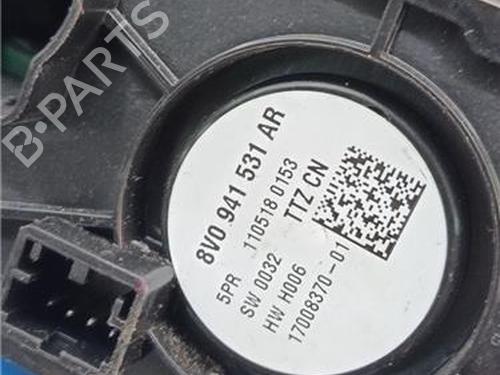 B-PARTS
8V0 941 531 AR
5PR 110518 0153
SW 0032 TTZ CN
HW H006
17008370-01